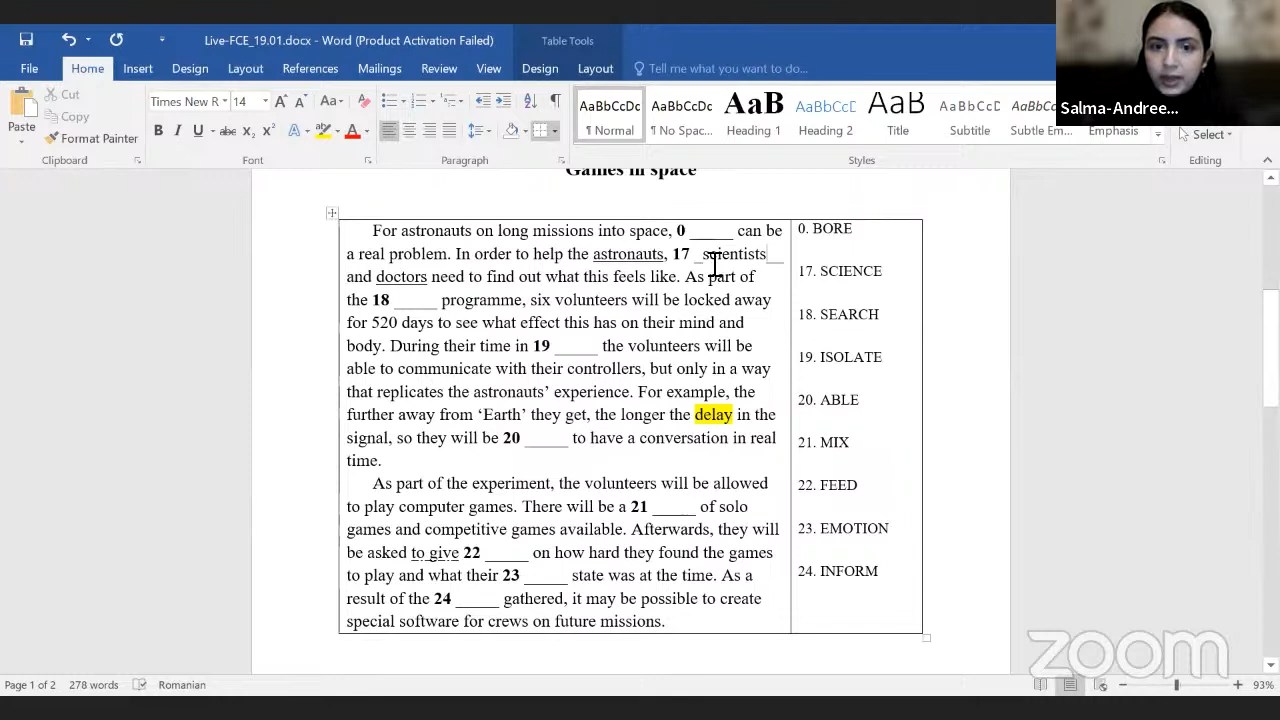 Live-FCE_19.01.docx - Word (Product Activation Failed)
Table Tools
File Home Insert Design Layout References Mailings Review View Design Layout Tell me what you want to do...
Salma-Andree...
Paste
Cut
Copy
Format Painter
Clipboard
Times New R 14
Font
Paragraph
AaBbCcDc AaBbCcDc AaB AaBbCcD AaB AaBbCcD AaBbCcDc
¶ Normal ¶ No Spac... Heading 1 Heading 2 Title Subtitle Subtle Em... Emphasis
Styles
Select
Editing
Games in space
For astronauts on long missions into space, 0 _____ can be
a real problem. In order to help the astronauts, 17 _scientists__
and doctors need to find out what this feels like. As part of
the 18 _____ programme, six volunteers will be locked away
for 520 days to see what effect this has on their mind and
body. During their time in 19 _____ the volunteers will be
able to communicate with their controllers, but only in a way
that replicates the astronauts’ experience. For example, the
further away from ‘Earth’ they get, the longer the delay in the
signal, so they will be 20 _____ to have a conversation in real
time.
As part of the experiment, the volunteers will be allowed
to play computer games. There will be a 21 _____ of solo
games and competitive games available. Afterwards, they will
be asked to give 22 _____ on how hard they found the games
to play and what their 23 _____ state was at the time. As a
result of the 24 _____ gathered, it may be possible to create
special software for crews on future missions.
0. BORE
17. SCIENCE
18. SEARCH
19. ISOLATE
20. ABLE
21. MIX
22. FEED
23. EMOTION
24. INFORM
zoom
Page 1 of 2 278 words Romanian 93%